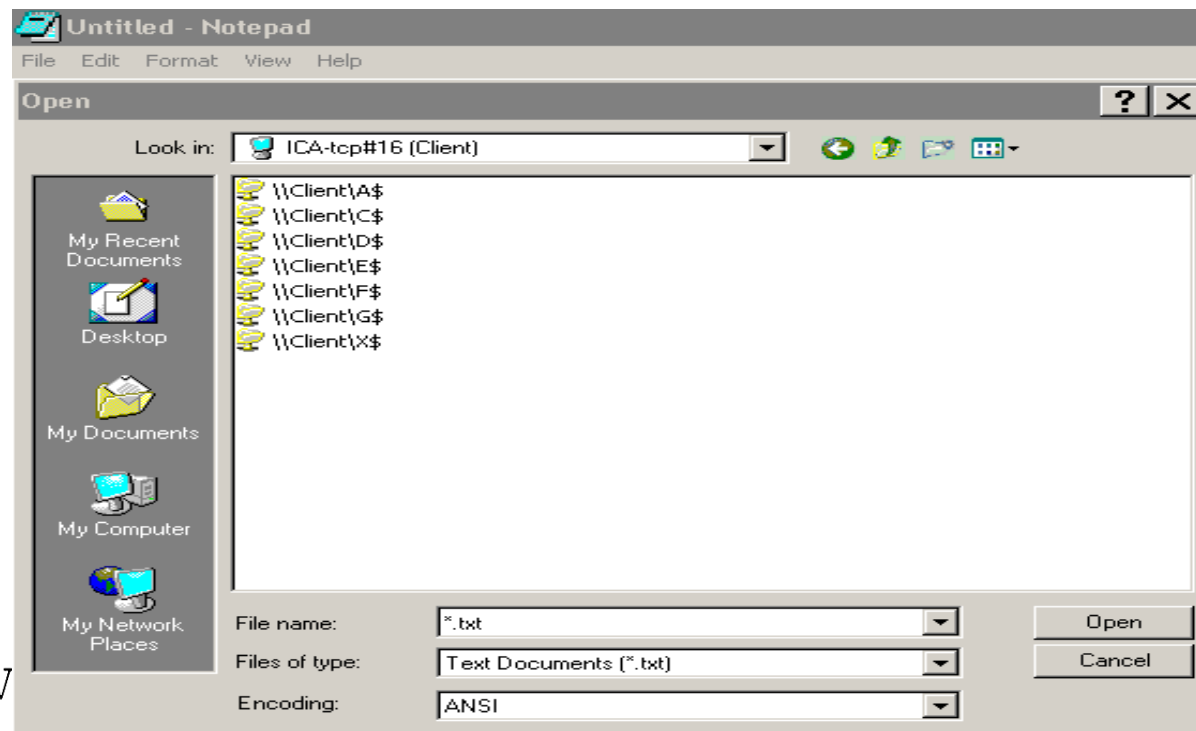 Untitled - Notepad
File Edit Format View Help
Open
Look in: ICA-tcp#16 (Client)
\\Client\A$
\\Client\C$
\\Client\D$
\\Client\E$
\\Client\F$
\\Client\G$
\\Client\X$
My Recent
Documents
Desktop
My Documents
My Computer
My Network
Places
File name: *.txt Open
Files of type: Text Documents (*.txt) Cancel
Encoding: ANSI